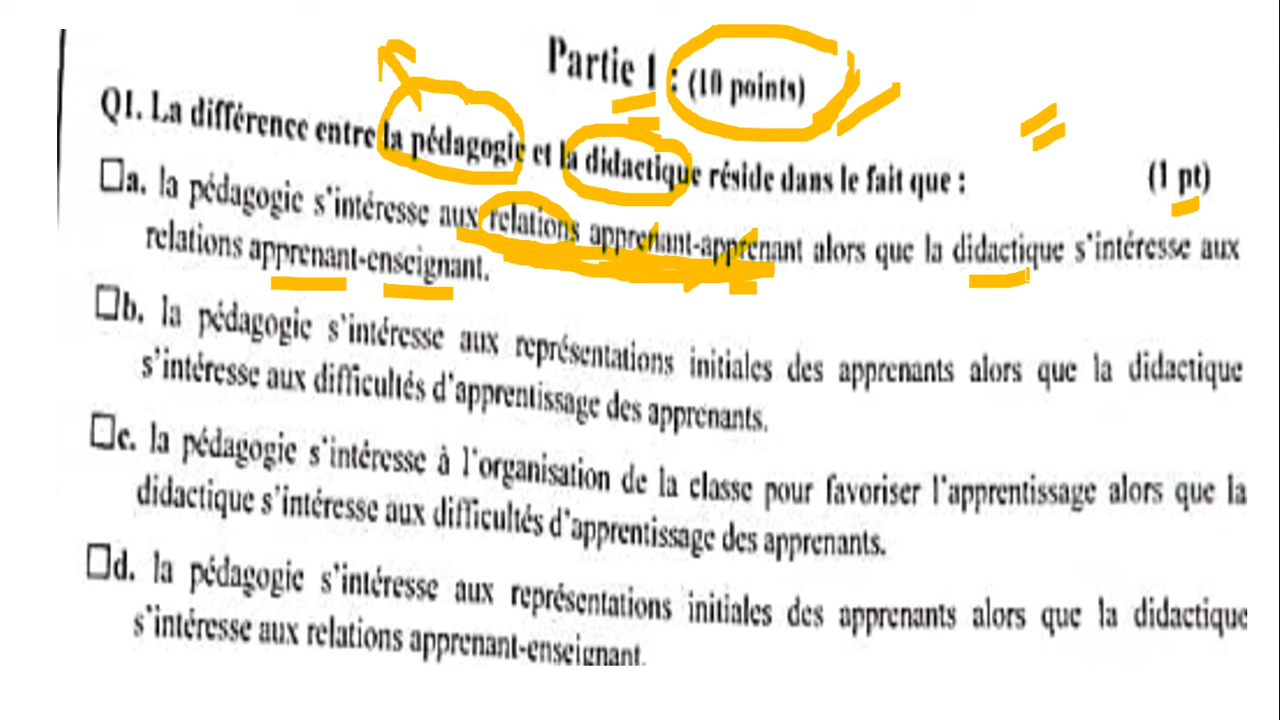 Partie 1 : (10 points)
Q1. La différence entre la pédagogie et la didactique réside dans le fait que : (1 pt)
☐a. la pédagogie s'intéresse aux relations apprenant-apprenant alors que la didactique s'intéresse aux
relations apprenant-enseignant.
☐b. la pédagogie s'intéresse aux représentations initiales des apprenants alors que la didactique
s'intéresse aux difficultés d'apprentissage des apprenants.
☐c. la pédagogie s'intéresse à l'organisation de la classe pour favoriser l'apprentissage alors que la
didactique s'intéresse aux difficultés d'apprentissage des apprenants.
☐d. la pédagogie s'intéresse aux représentations initiales des apprenants alors que la didactique
s'intéresse aux relations apprenant-enseignant.